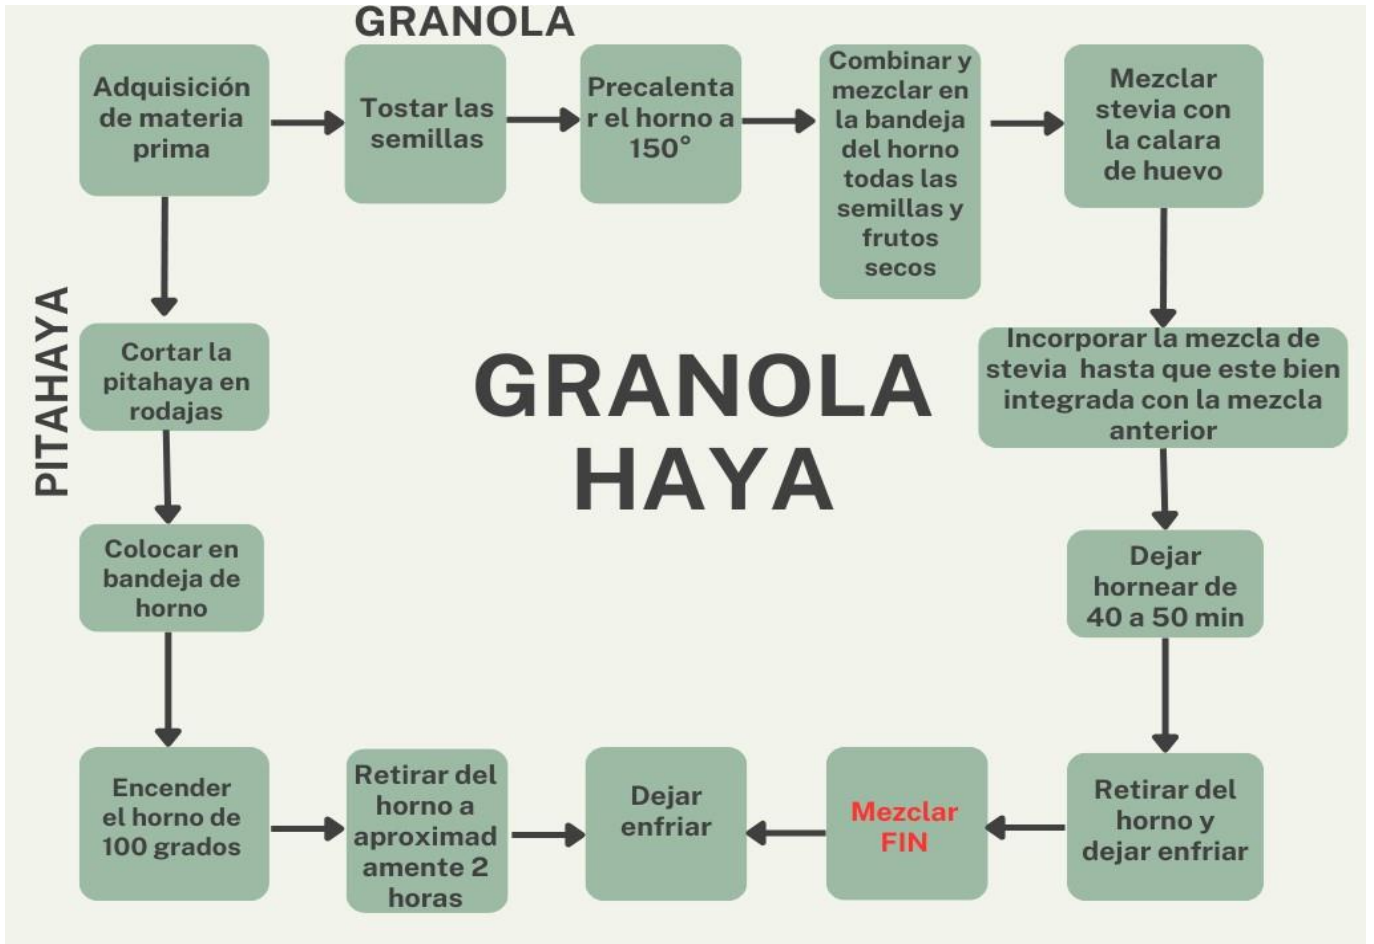 GRANOLA
Adquisición
de materia
prima
Tostar las
semillas
Precalenta
r el horno a
150°
Combinar y
mezclar en
la bandeja
del horno
todas las
semillas y
frutos
secos
Mezclar
stevia con
la calara
de huevo
PITAHAYA
Cortar la
pitahaya en
rodajas
GRANOLA
HAYA
Incorporar la mezcla de
stevia hasta que este bien
integrada con la mezcla
anterior
Colocar en
bandeja de
horno
Dejar
hornear de
40 a 50 min
Encender
el horno de
100 grados
Retirar del
horno a
aproximad
amente 2
horas
Dejar
enfriar
Mezclar
FIN
Retirar del
horno y
dejar enfriar